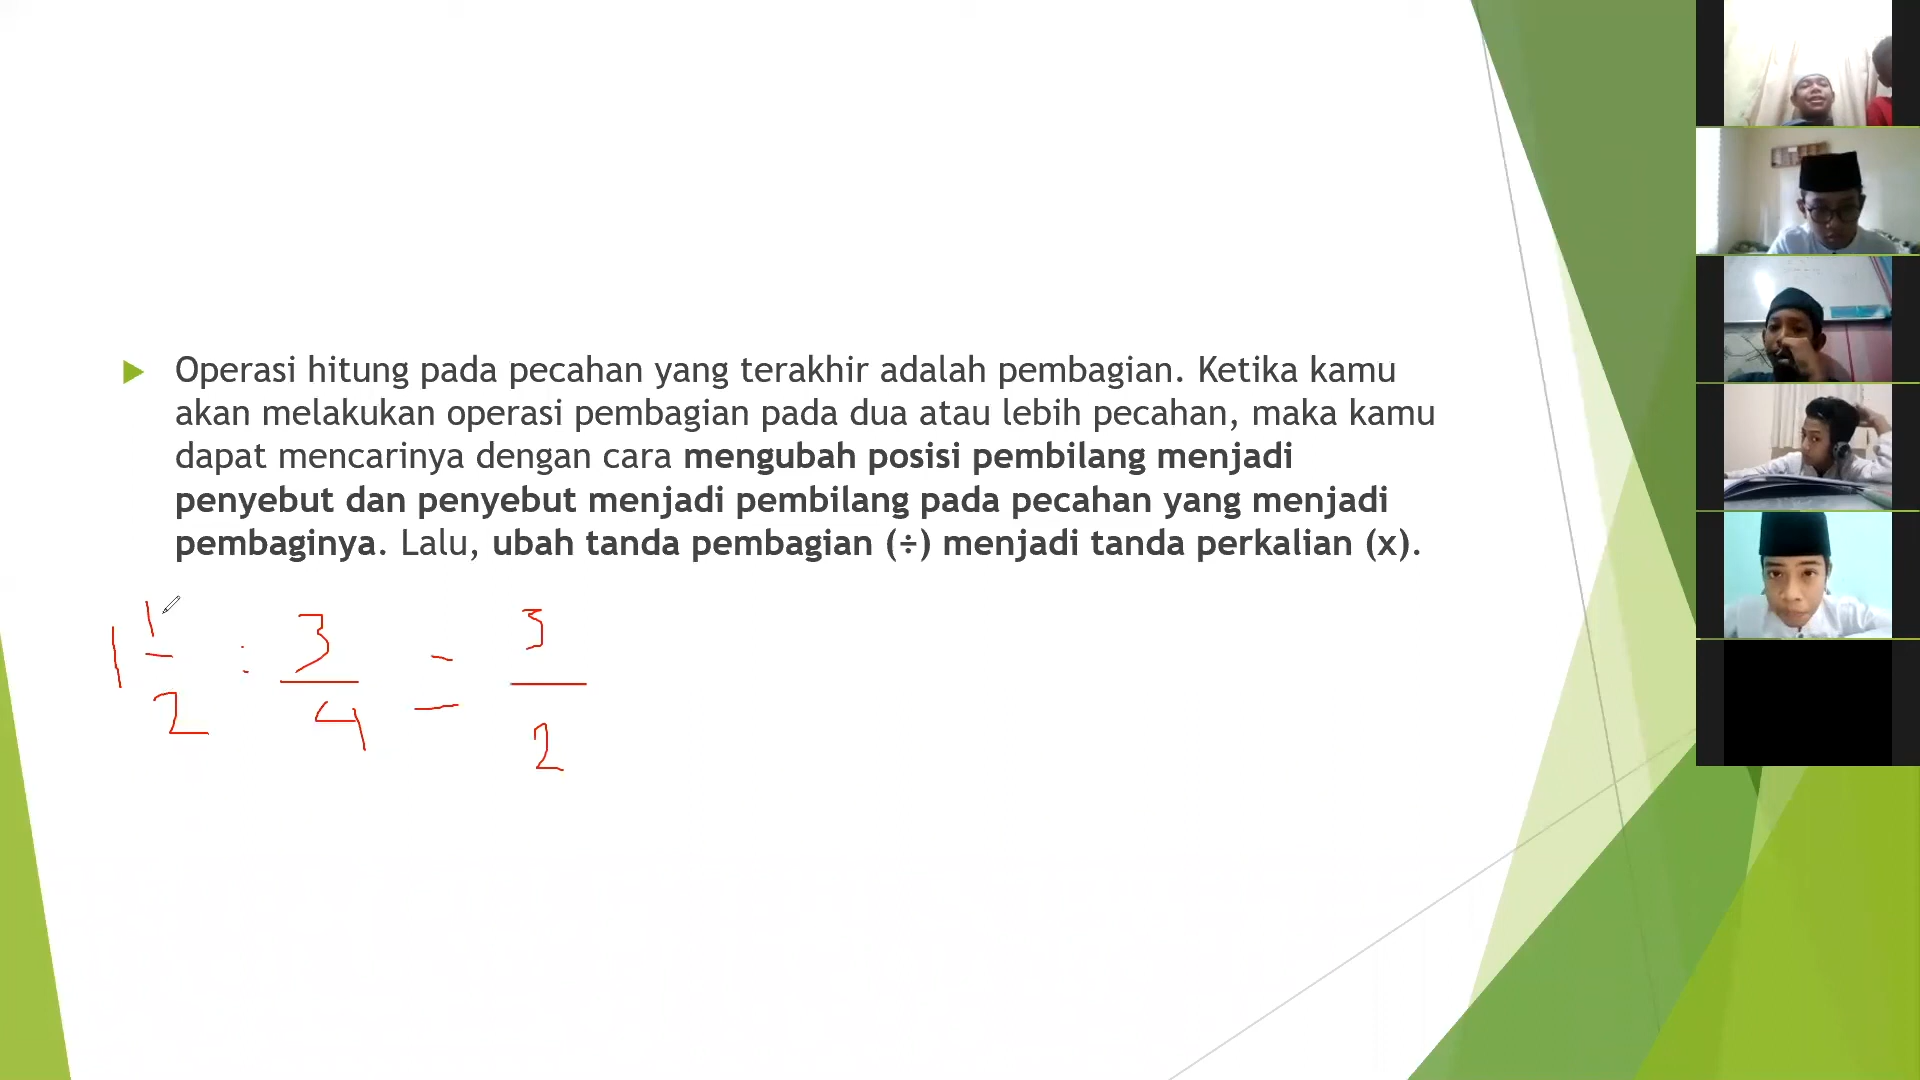 Operasi hitung pada pecahan yang terakhir adalah pembagian. Ketika kamu
akan melakukan operasi pembagian pada dua atau lebih pecahan, maka kamu
dapat mencarinya dengan cara mengubah posisi pembilang menjadi
penyebut dan penyebut menjadi pembilang pada pecahan yang menjadi
pembaginya. Lalu, ubah tanda pembagian (÷) menjadi tanda perkalian (x).
1 1/2 : 3/4 = 3/2